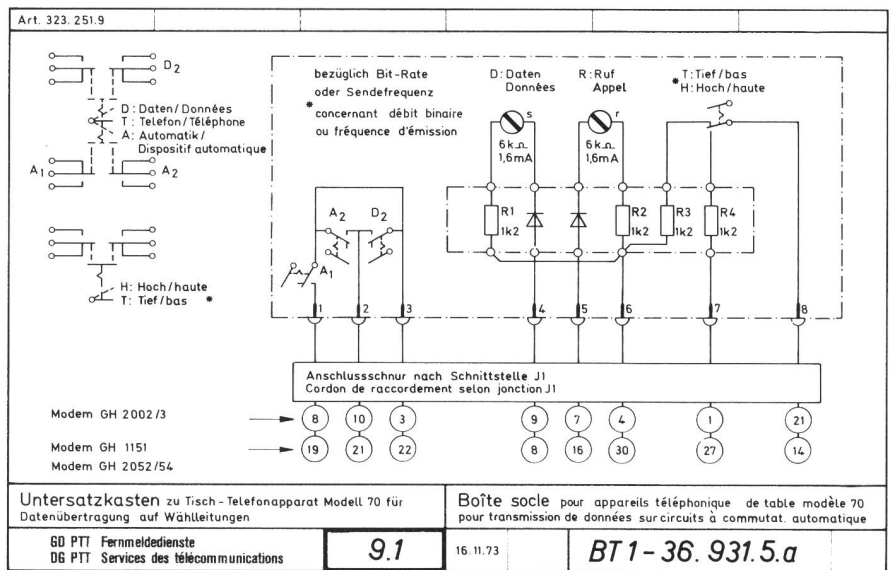 Art. 323.251.9
D2
D: Daten/Données
T: Telefon/Téléphone
A: Automatik/
Dispositif automatique
A1
A2
H: Hoch/haute
T: Tief/bas *
bezüglich Bit-Rate
oder Sendefrequenz
*
concernant débit binaire
ou fréquence d'émission
D: Daten
Données
R: Ruf
Appel
* T: Tief/bas
H: Hoch/haute
s
r
6kΩ
1,6mA
6kΩ
1,6mA
R1
1k2
R2
1k2
R3
1k2
R4
1k2
A2
D2
A1
1 2 3 4 5 6 7 8
Anschlussschnur nach Schnittstelle J1
Cordon de raccordement selon jonction J1
Modem GH 2002/3
8 10 3 9 7 4 1 21
Modem GH 1151
19 21 22 8 16 30 27 14
Modem GH 2052/54
Untersatzkasten zu Tisch-Telefonapparat Modell 70 für
Datenübertragung auf Wählleitungen
Boîte socle pour appareils téléphonique de table modèle 70
pour transmission de données sur circuits à commutat. automatique
GD PTT Fernmeldedienste
DG PTT Services des télécommunications
9.1
16.11.73
BT 1-36.931.5.a